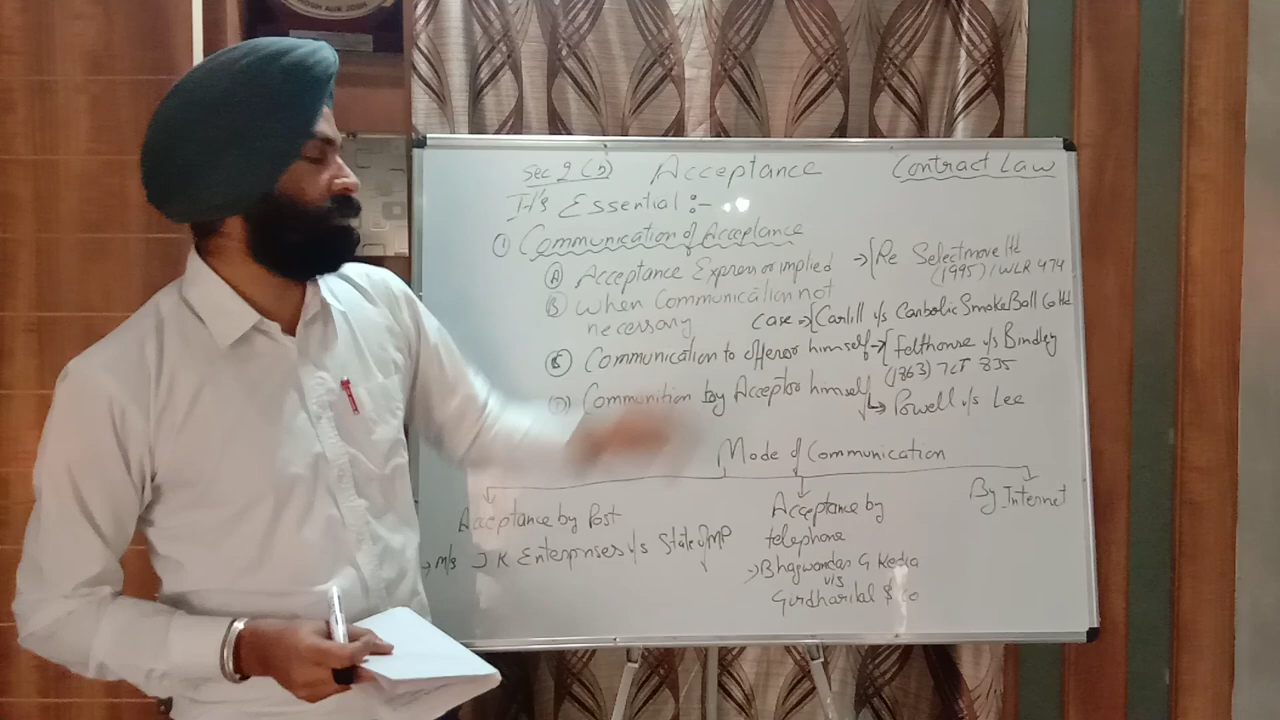 Sec 2 (b) Acceptance Contract Law
It's Essential :-
① Communication of Acceptance
Ⓐ Acceptance Express or implied → { Re Selectmove ltd
(1995) 1 WLR 474
Ⓑ When Communication not
necessary Case → { Carlill v/s Carbolic Smoke Ball Co ltd
Communication to offeror himself → { Felthouse v/s Bindley
(1863) 7 LT 835
Ⓓ Commuition by Acceptor himself → Powell v/s Lee
Mode of Communication
Acceptance by Post
Acceptance by
telephone
By Internet
→ M/s J K Enterprises v/s State of MP
→ Bhagwandas G Kedia
v/s
Girdharilal $ Co